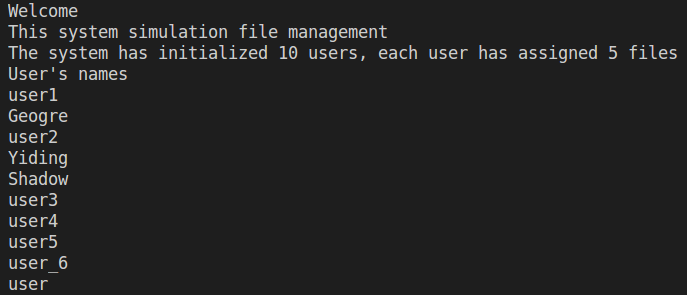 Welcome
This system simulation file management
The system has initialized 10 users, each user has assigned 5 files
User's names
user1
Geogre
user2
Yiding
Shadow
user3
user4
user5
user_6
user